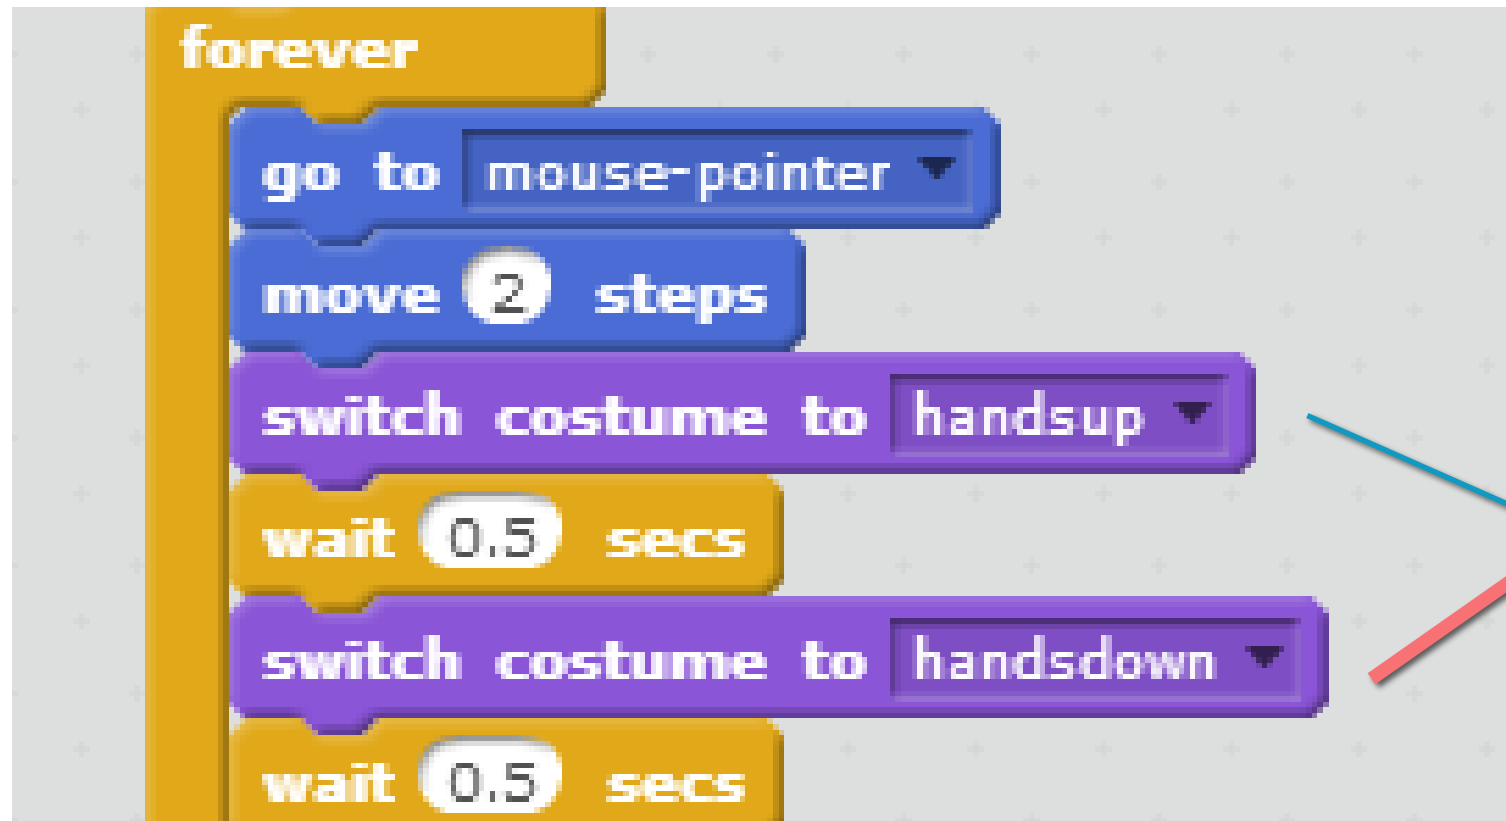 forever
go to mouse-pointer
move 2 steps
switch costume to handsup
wait 0.5 secs
switch costume to handsdown
wait 0.5 secs